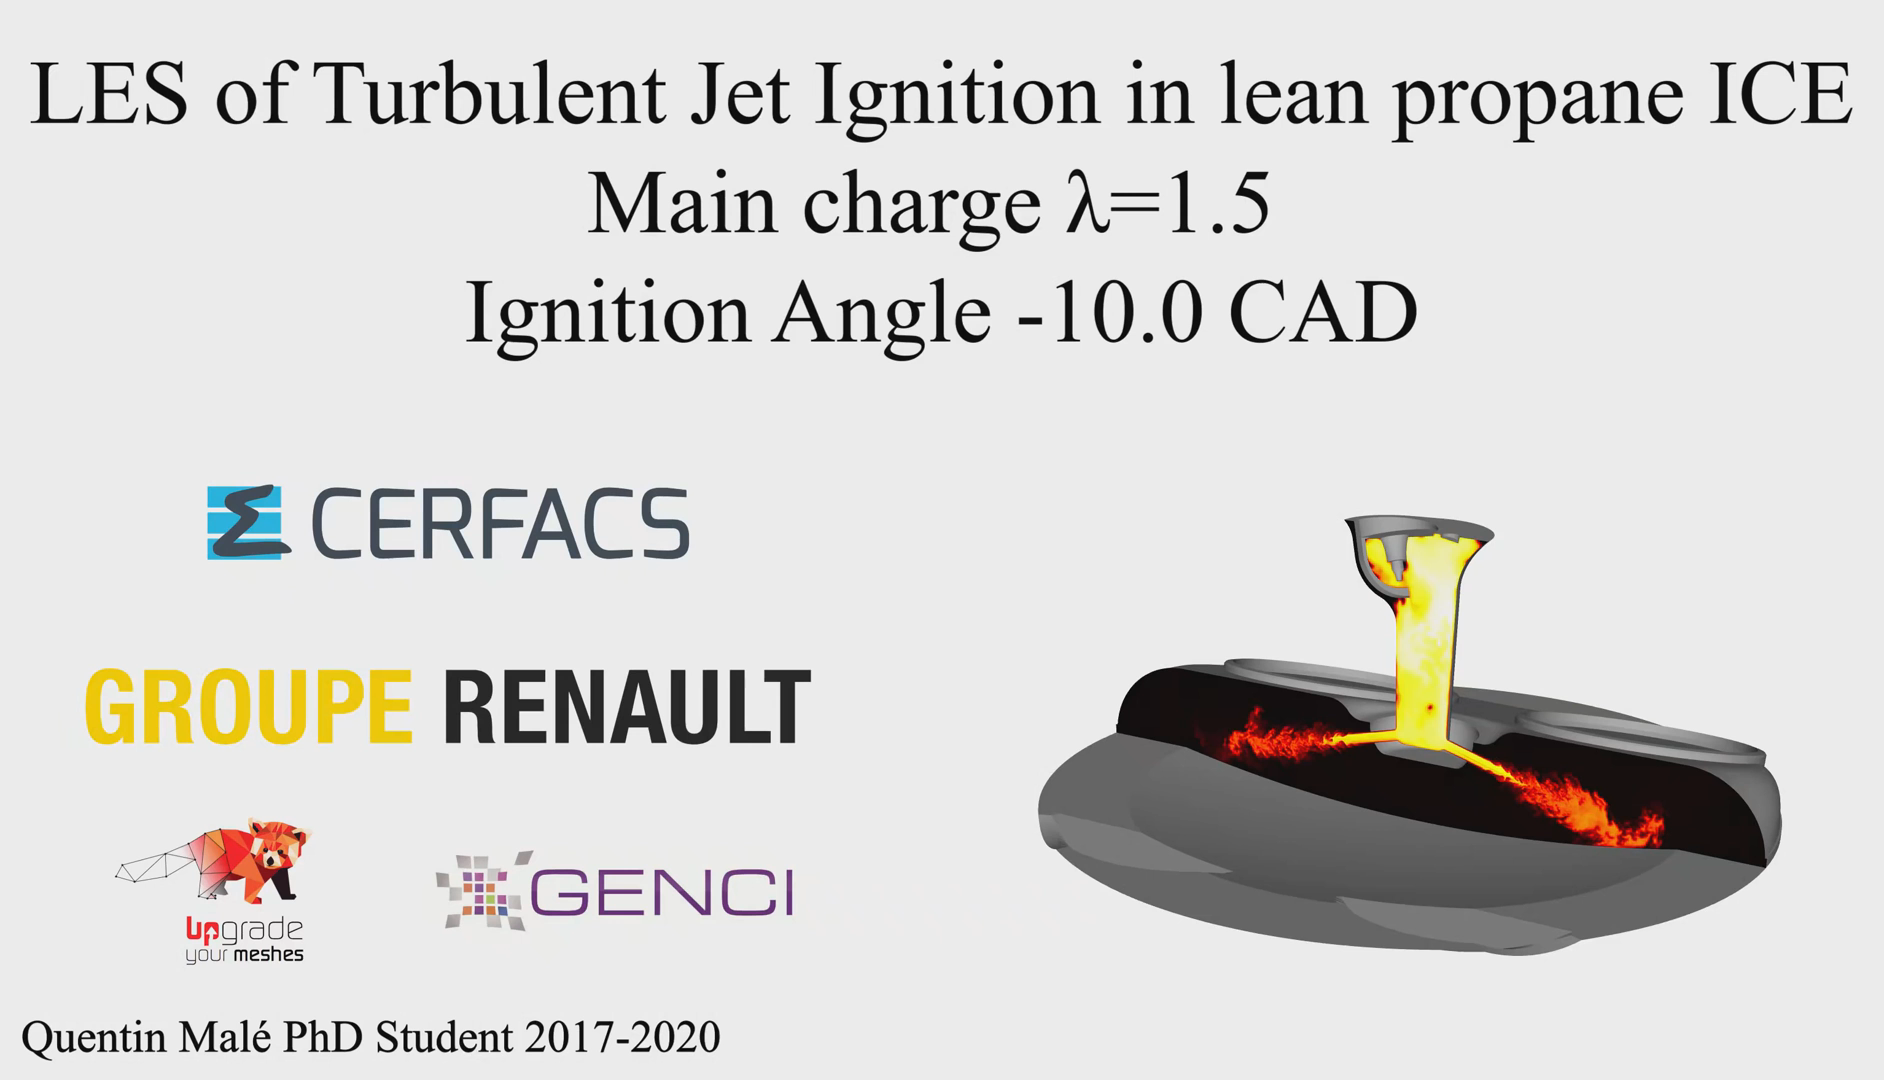 LES of Turbulent Jet Ignition in lean propane ICE
Main charge λ=1.5
Ignition Angle -10.0 CAD
CERFACS
GROUPE RENAULT
upgrade
your meshes
GENCI
Quentin Malé PhD Student 2017-2020